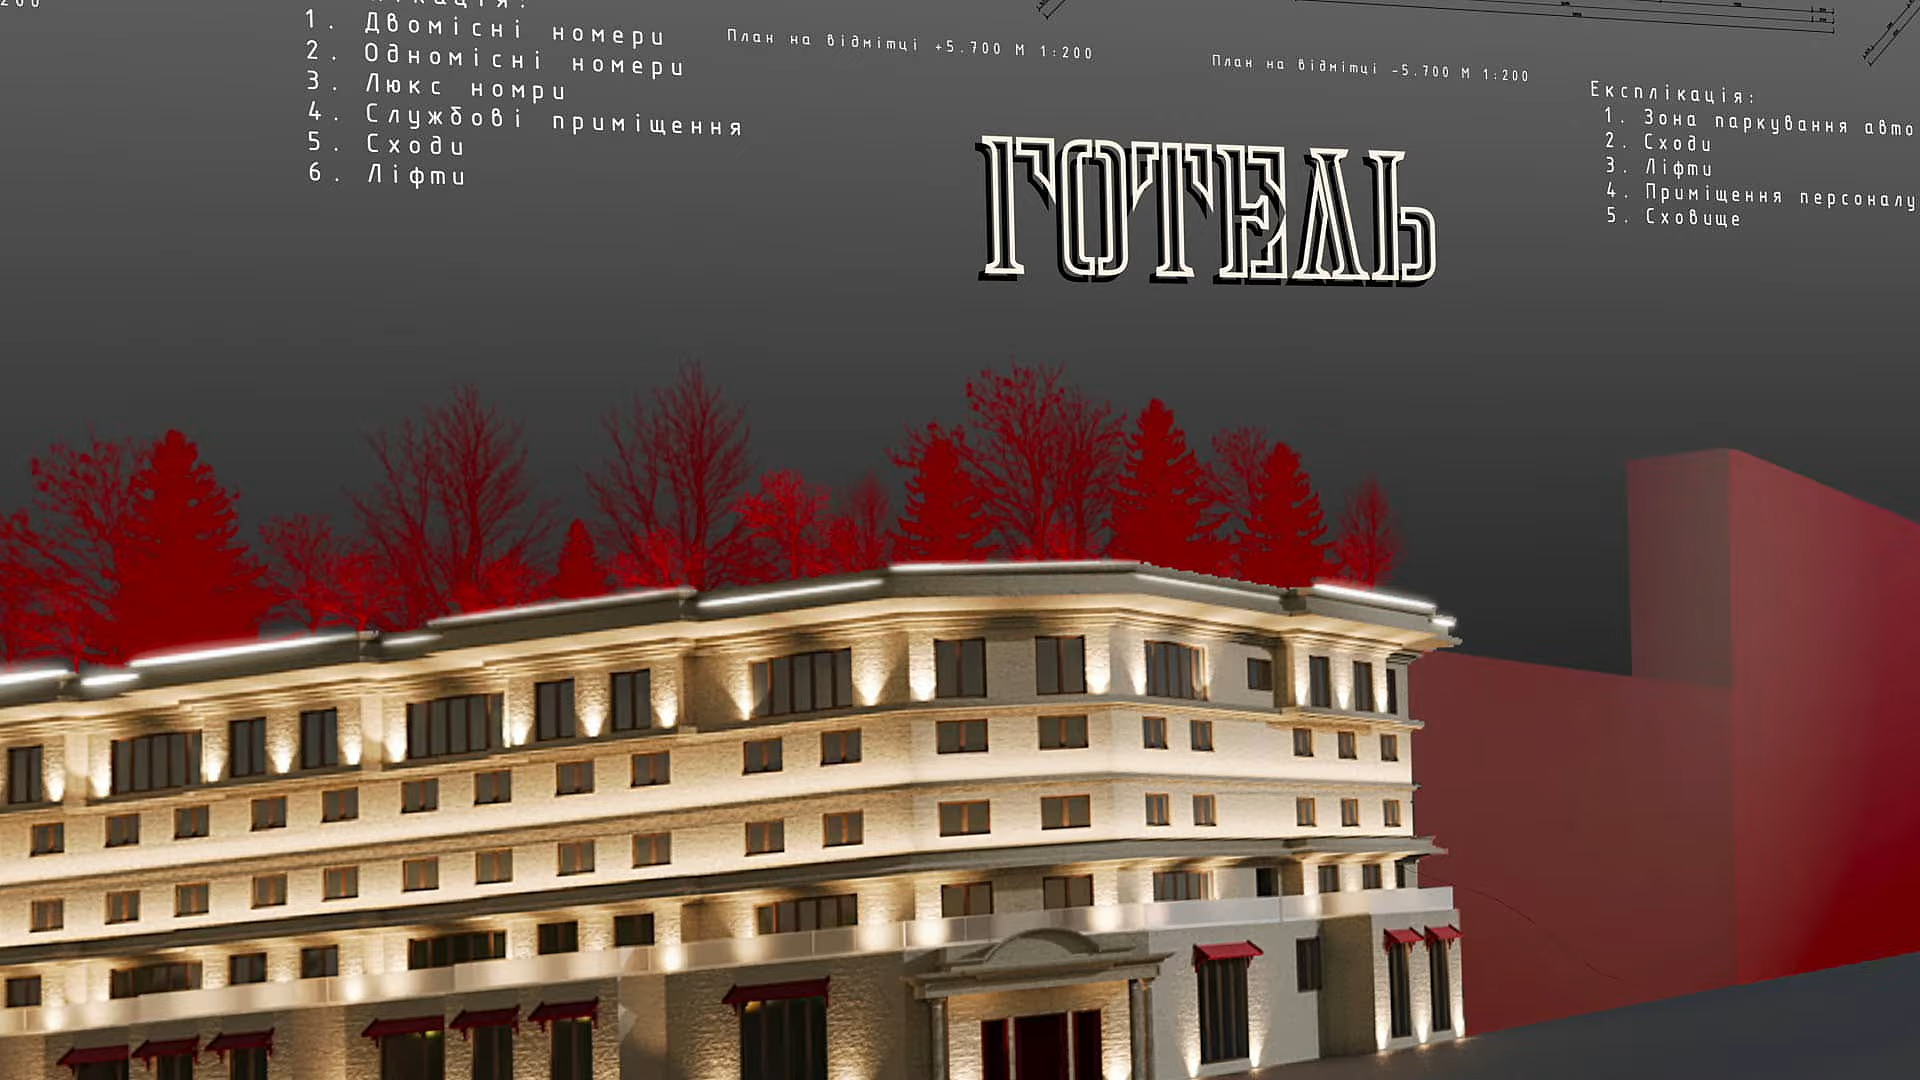 1. Двомісні номери
2. Одномісні номери
3. Люкс номри
4. Службові приміщення
5. Сходи
6. Ліфти
План на відмітці +5.700 М 1:200
План на відмітці -5.700 М 1:200
Експлікація:
1. Зона паркування авто
2. Сходи
3. Ліфти
4. Приміщення персоналу
5. Сховище
ГОТЕЛЬ